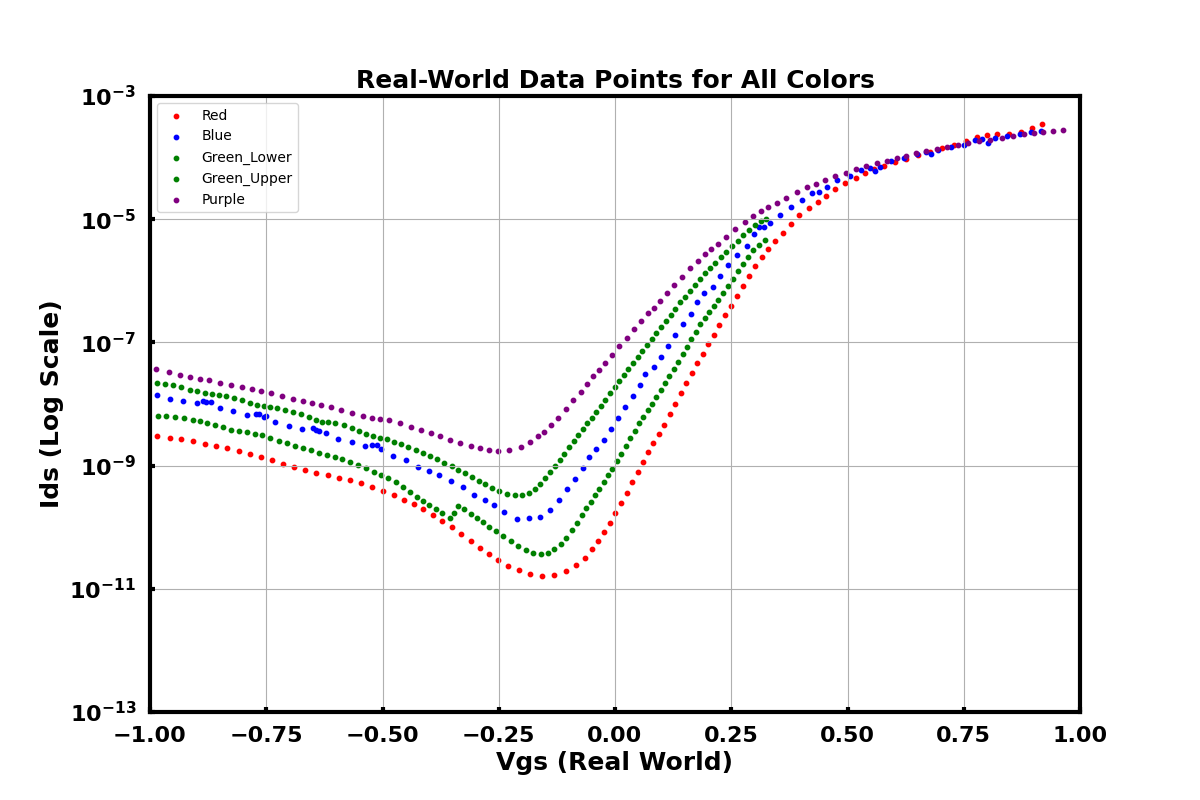 Real-World Data Points for All Colors
10⁻³
10⁻⁵
10⁻⁷
10⁻⁹
10⁻¹¹
10⁻¹³
Ids (Log Scale)
Red
Blue
Green_Lower
Green_Upper
Purple
−1.00 −0.75 −0.50 −0.25 0.00 0.25 0.50 0.75 1.00
Vgs (Real World)